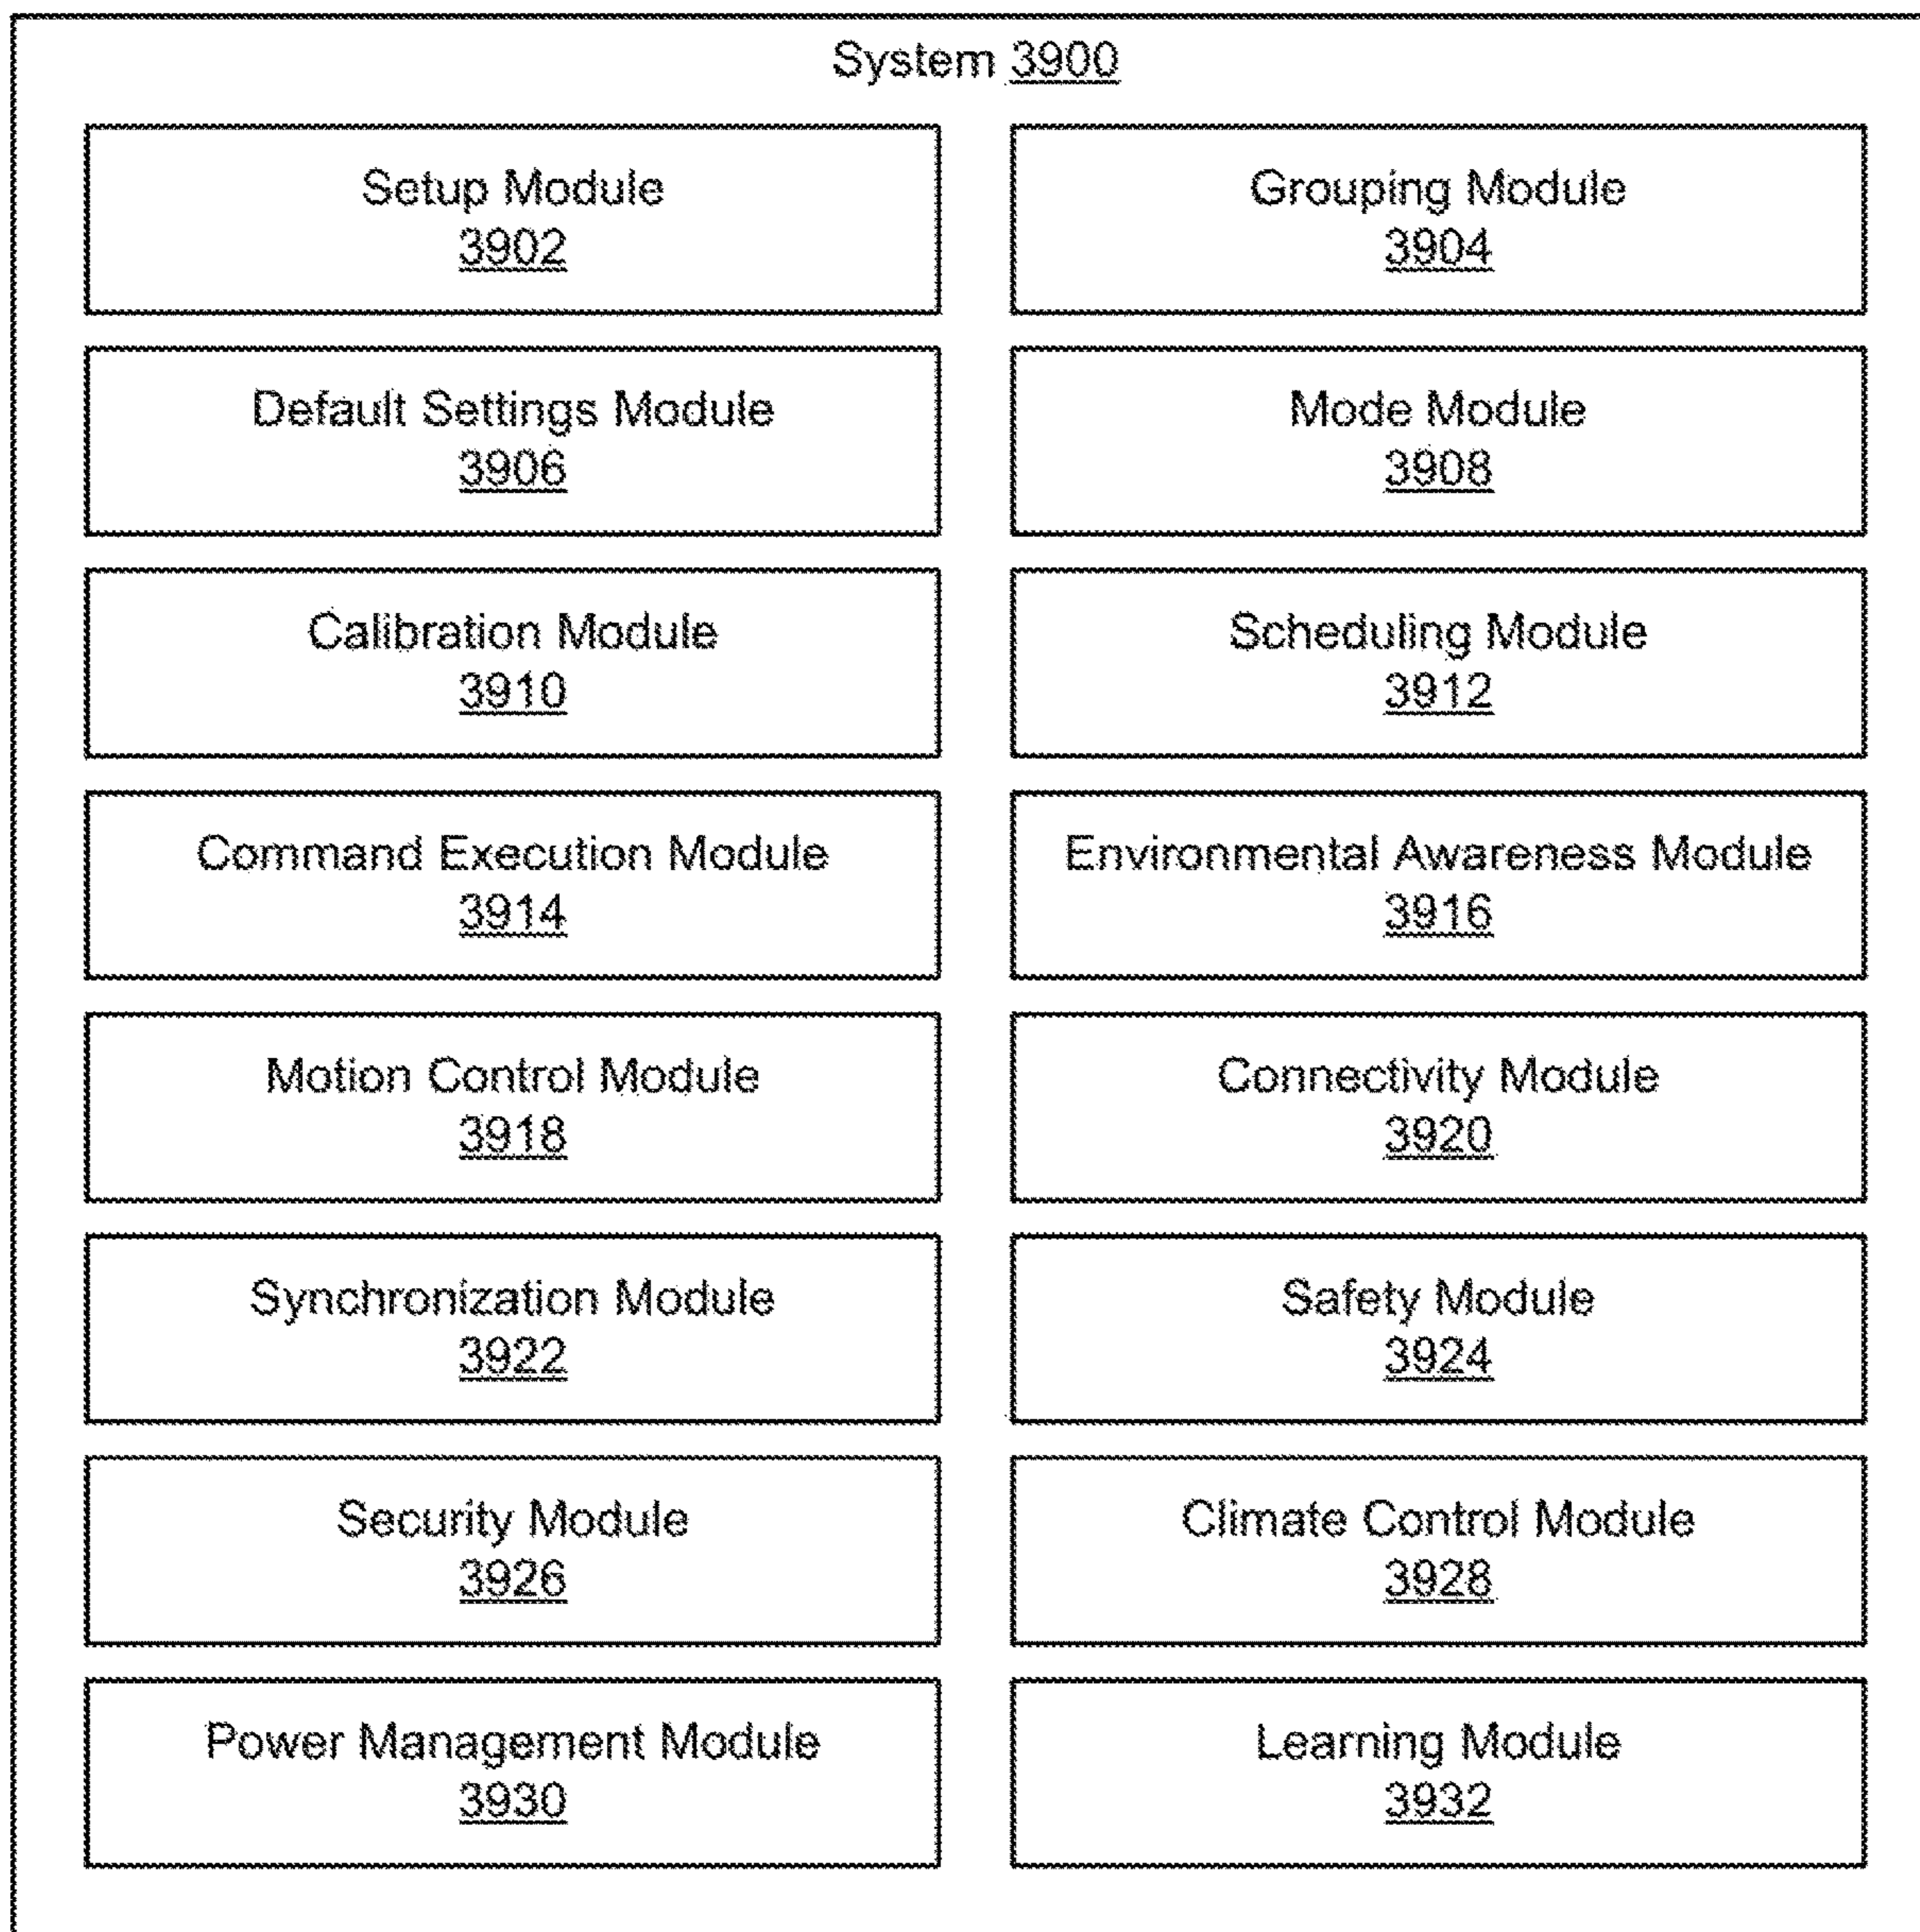 System 3900
Setup Module
3902
Grouping Module
3904
Default Settings Module
3906
Mode Module
3908
Calibration Module
3910
Scheduling Module
3912
Command Execution Module
3914
Environmental Awareness Module
3916
Motion Control Module
3918
Connectivity Module
3920
Synchronization Module
3922
Safety Module
3924
Security Module
3926
Climate Control Module
3928
Power Management Module
3930
Learning Module
3932